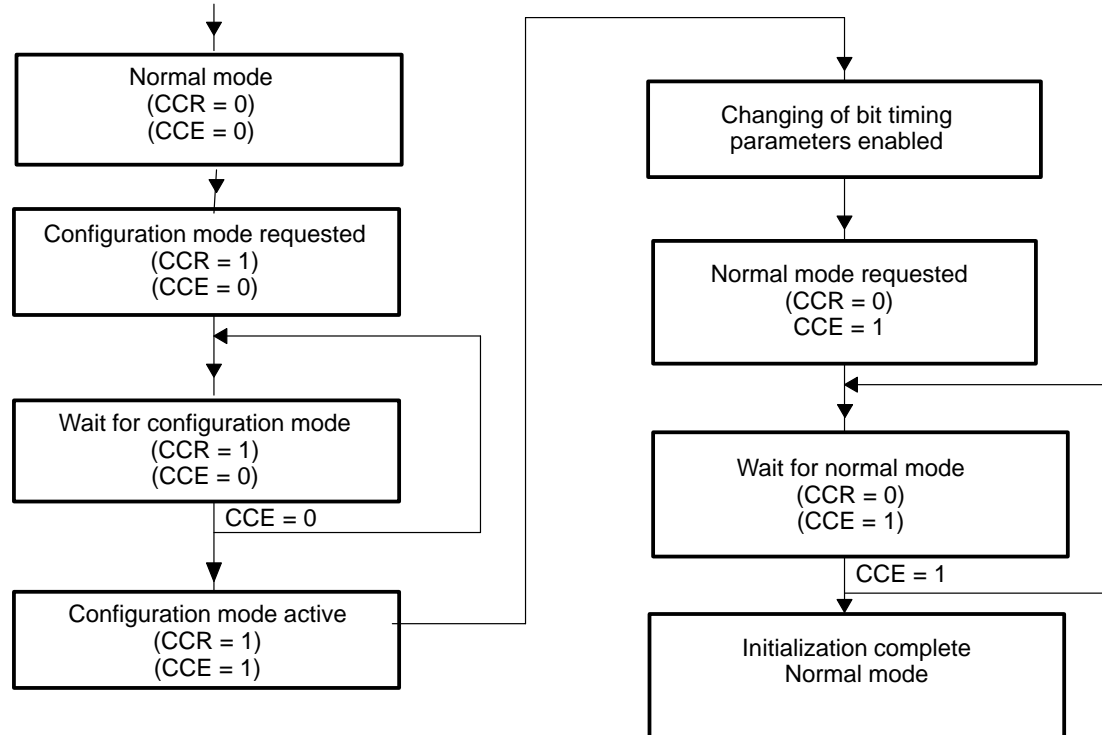 Normal mode
(CCR = 0)
(CCE = 0)
Configuration mode requested
(CCR = 1)
(CCE = 0)
Wait for configuration mode
(CCR = 1)
(CCE = 0)
CCE = 0
Configuration mode active
(CCR = 1)
(CCE = 1)
Changing of bit timing
parameters enabled
Normal mode requested
(CCR = 0)
CCE = 1
Wait for normal mode
(CCR = 0)
(CCE = 1)
CCE = 1
Initialization complete
Normal mode